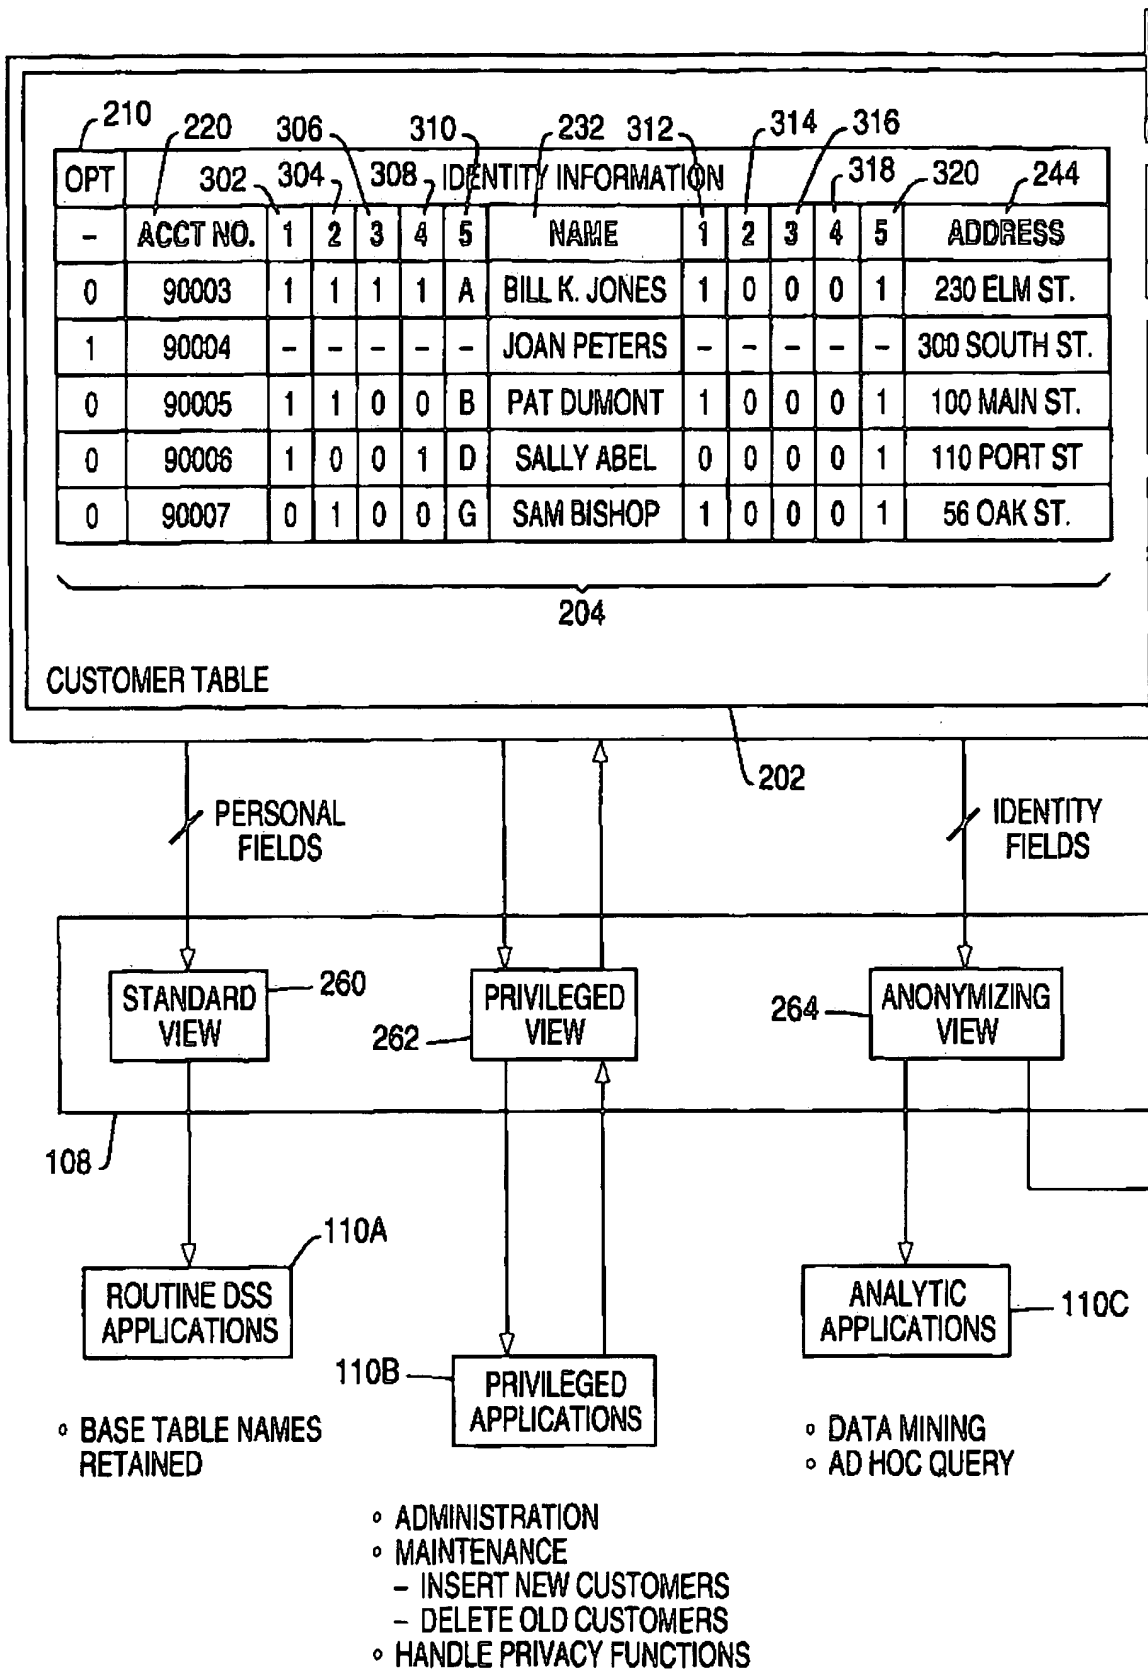 210
220 306 310 232 312 314 316
OPT 302 304 308 IDENTITY INFORMATION 318 320 244
- ACCT NO. 1 2 3 4 5 NAME 1 2 3 4 5 ADDRESS
0 90003 1 1 1 1 A BILL K. JONES 1 0 0 0 1 230 ELM ST.
1 90004 - - - - - JOAN PETERS - - - - - 300 SOUTH ST.
0 90005 1 1 0 0 B PAT DUMONT 1 0 0 0 1 100 MAIN ST.
0 90006 1 0 0 1 D SALLY ABEL 0 0 0 0 1 110 PORT ST
0 90007 0 1 0 0 G SAM BISHOP 1 0 0 0 1 56 OAK ST.
204
CUSTOMER TABLE
202
PERSONAL
FIELDS
IDENTITY
FIELDS
STANDARD
VIEW
260
PRIVILEGED
VIEW
262
ANONYMIZING
VIEW
264
108
110A
ROUTINE DSS
APPLICATIONS
110B
PRIVILEGED
APPLICATIONS
ANALYTIC
APPLICATIONS
110C
◦ BASE TABLE NAMES
RETAINED
◦ DATA MINING
◦ AD HOC QUERY
◦ ADMINISTRATION
◦ MAINTENANCE
– INSERT NEW CUSTOMERS
– DELETE OLD CUSTOMERS
◦ HANDLE PRIVACY FUNCTIONS